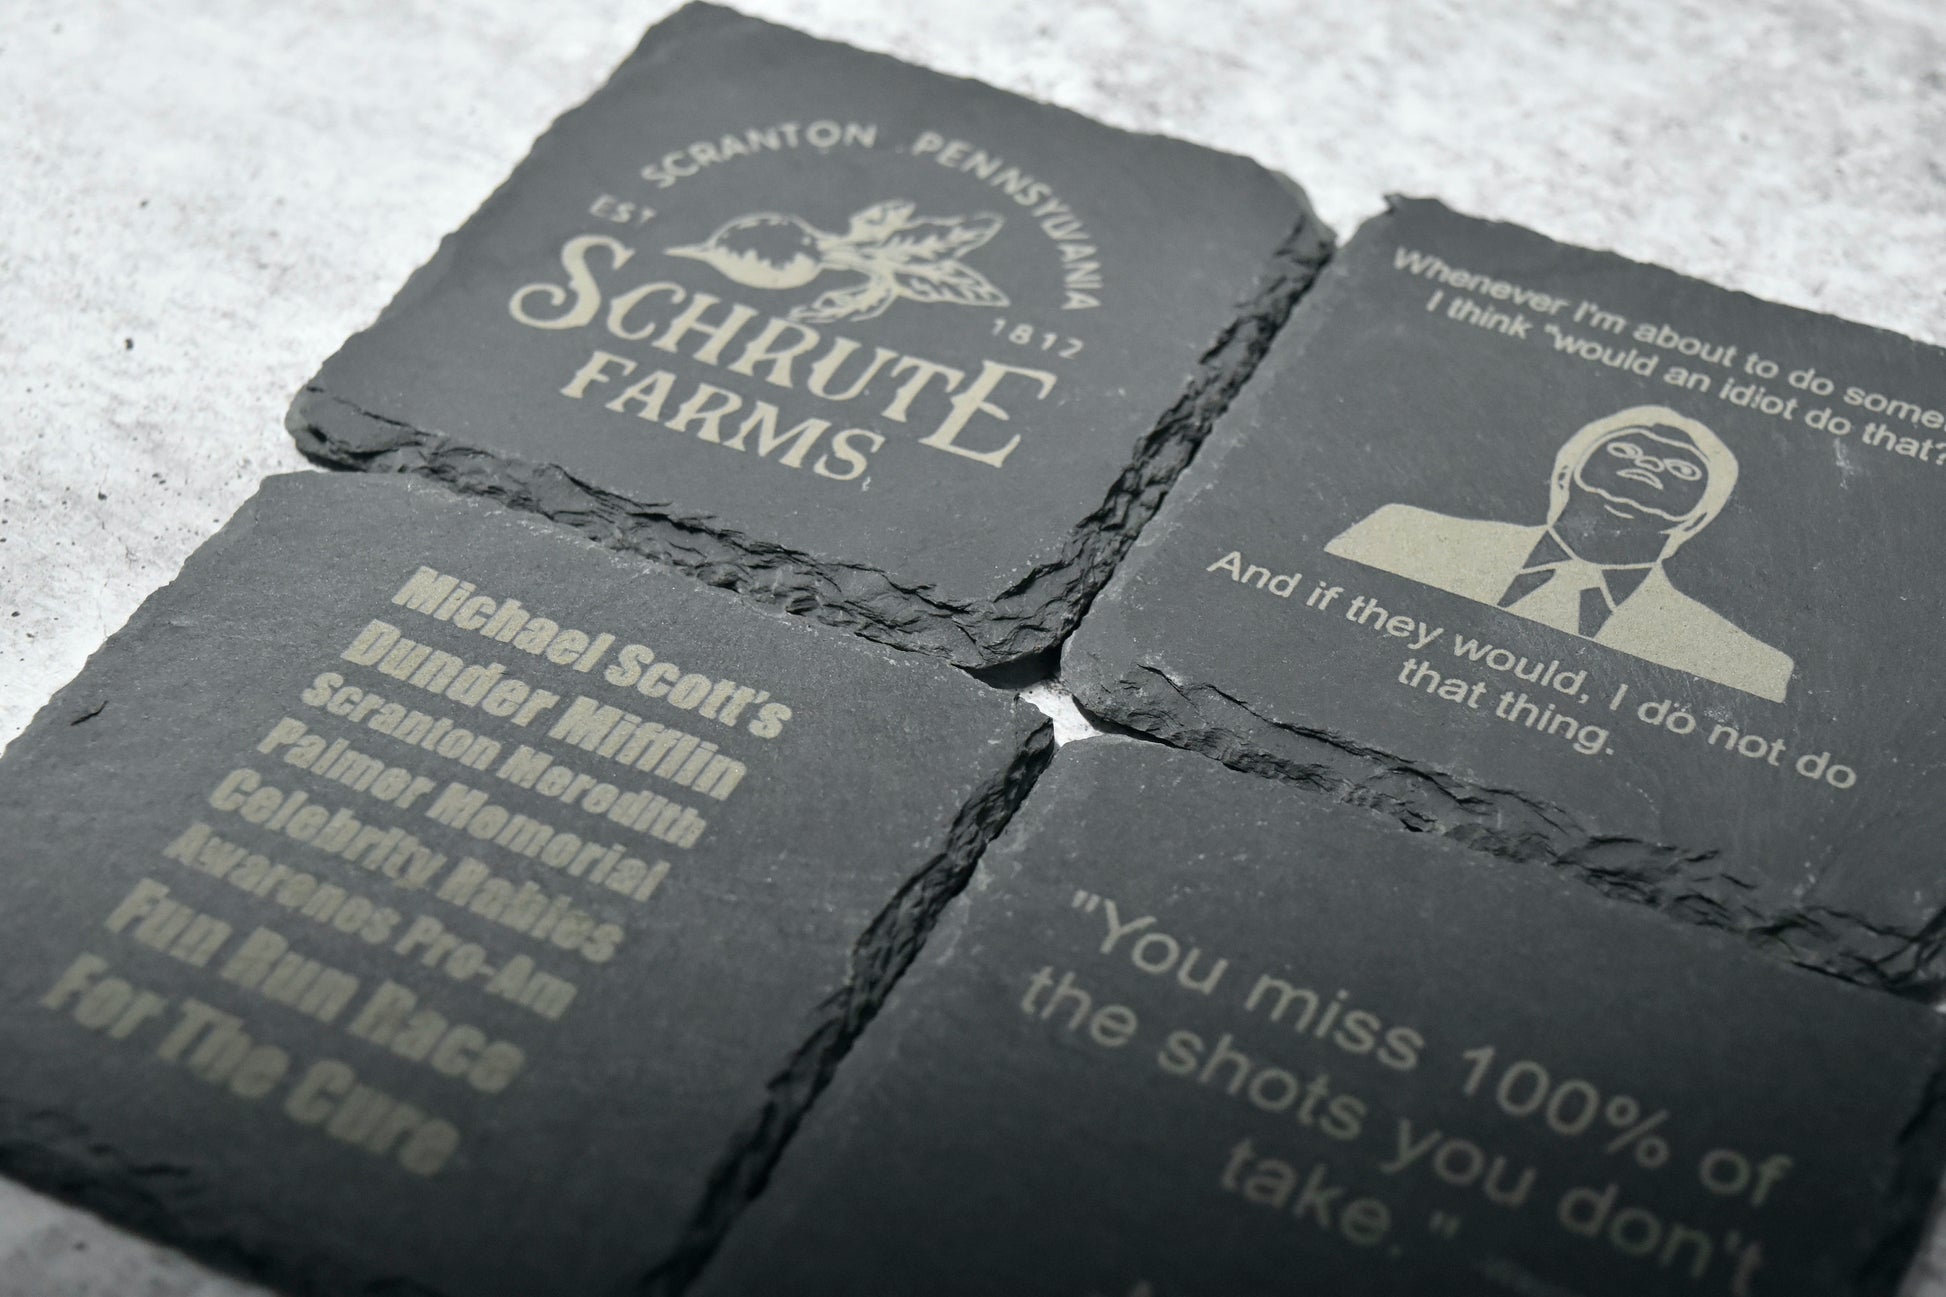 SCRANTON PENNSYLVANIA
EST 1812
SCHRUTE
FARMS
Whenever I'm about to do some
I think "would an idiot do that?
And if they would, I do not do
that thing.
Michael Scott's
Dunder Mifflin
Scranton Meredith
Palmer Memorial
Celebrity Rabies
Awarenes Pro-Am
Fun Run Race
For The Cure
"You miss 100% of
the shots you don't
take."